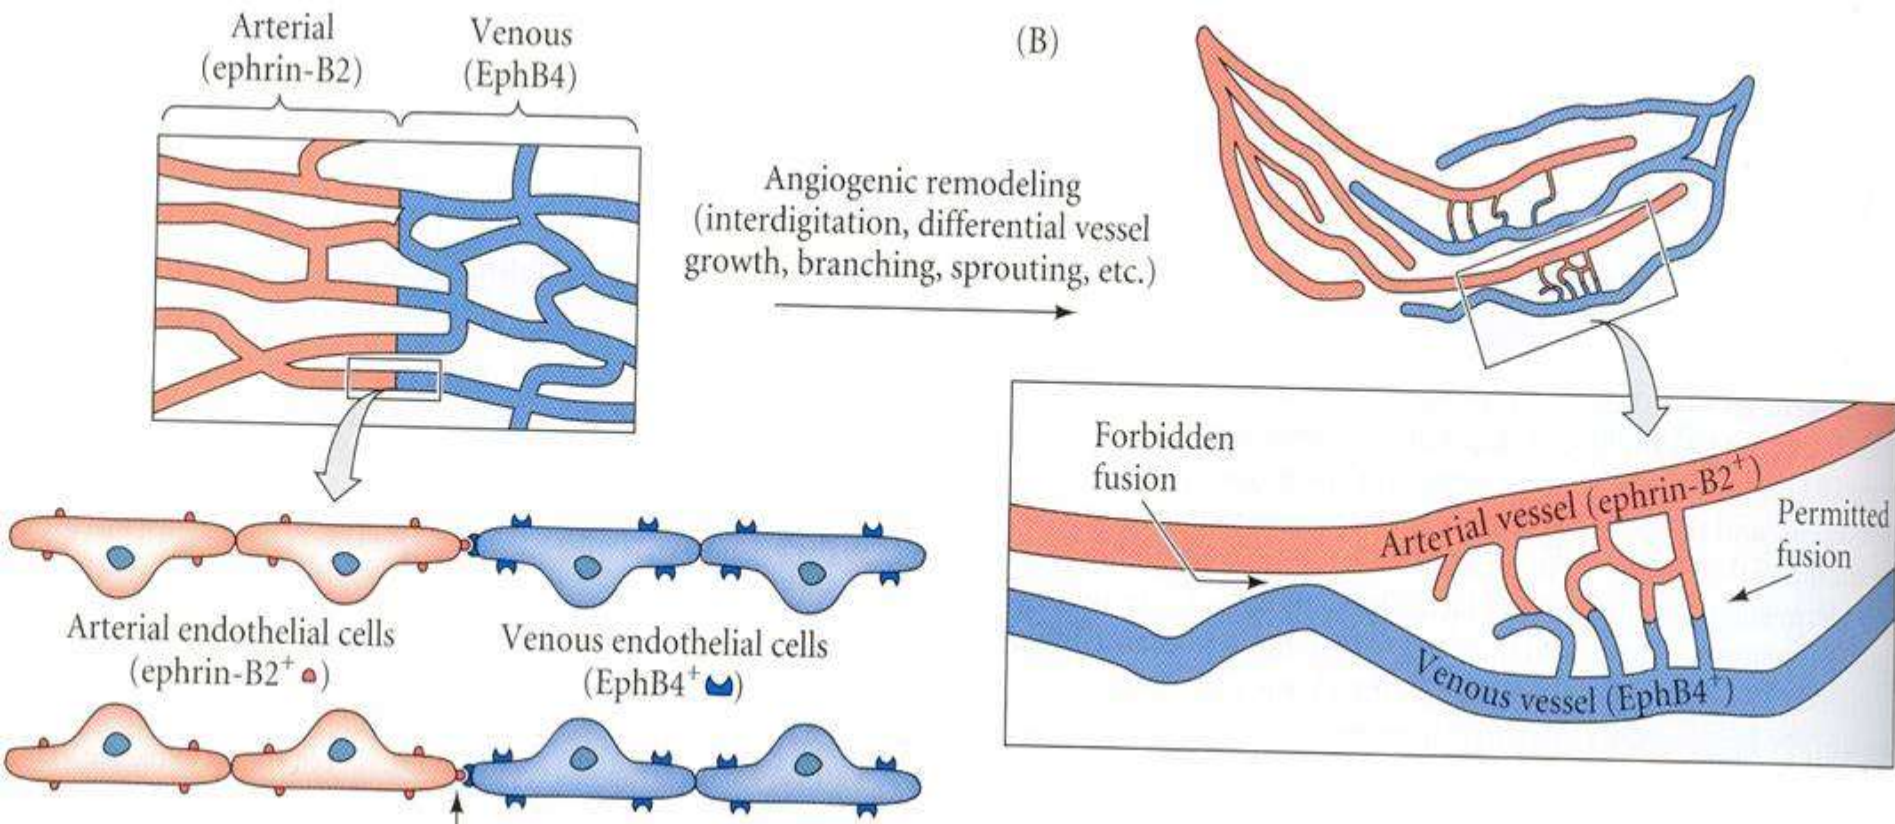 Arterial
(ephrin-B2)
Venous
(EphB4)
(B)
Angiogenic remodeling
(interdigitation, differential vessel
growth, branching, sprouting, etc.)
Arterial endothelial cells
(ephrin-B2⁺ )
Venous endothelial cells
(EphB4⁺ )
Forbidden
fusion
Arterial vessel (ephrin-B2⁺)
Permitted
fusion
Venous vessel (EphB4⁺)